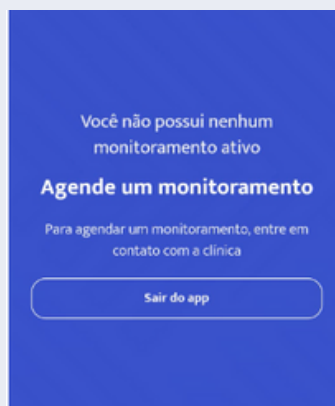 Você não possui nenhum
monitoramento ativo
Agende um monitoramento
Para agendar um monitoramento, entre em
contato com a clínica
Sair do app